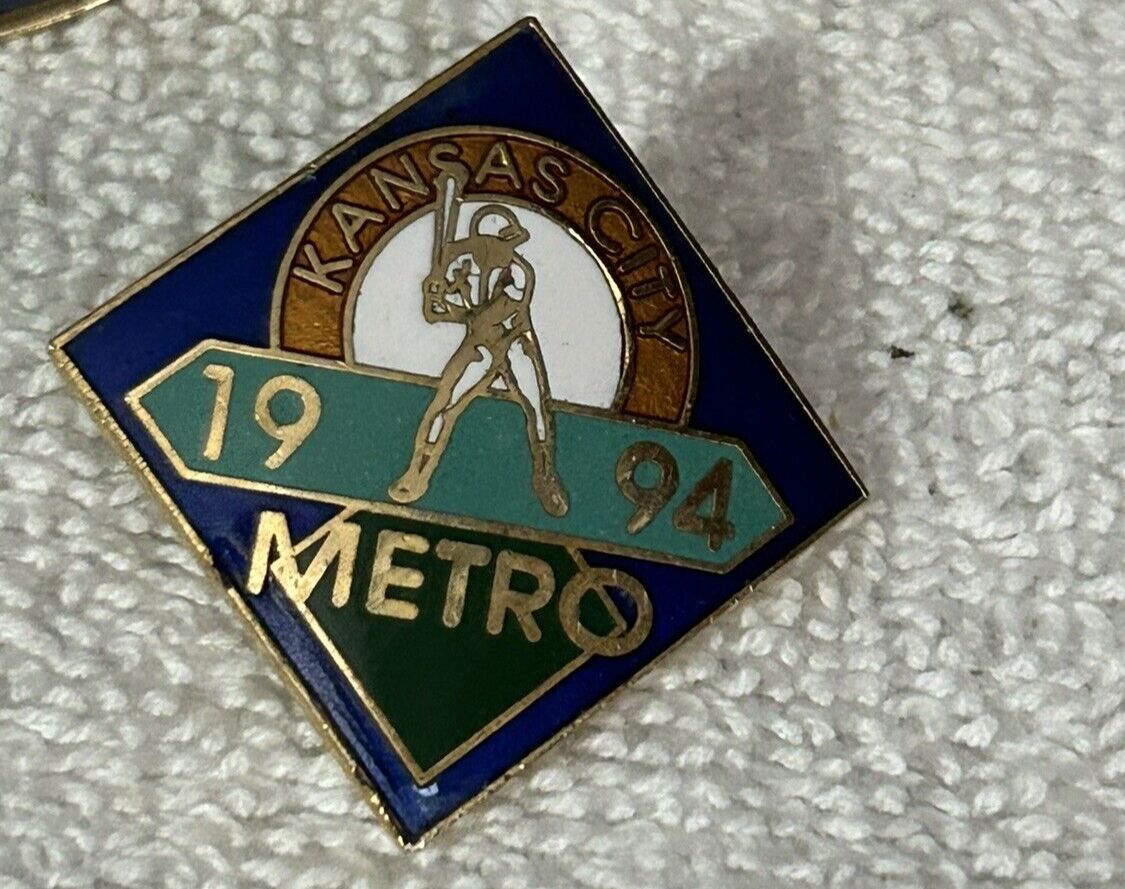 KANSAS CITY
19 94
METRO